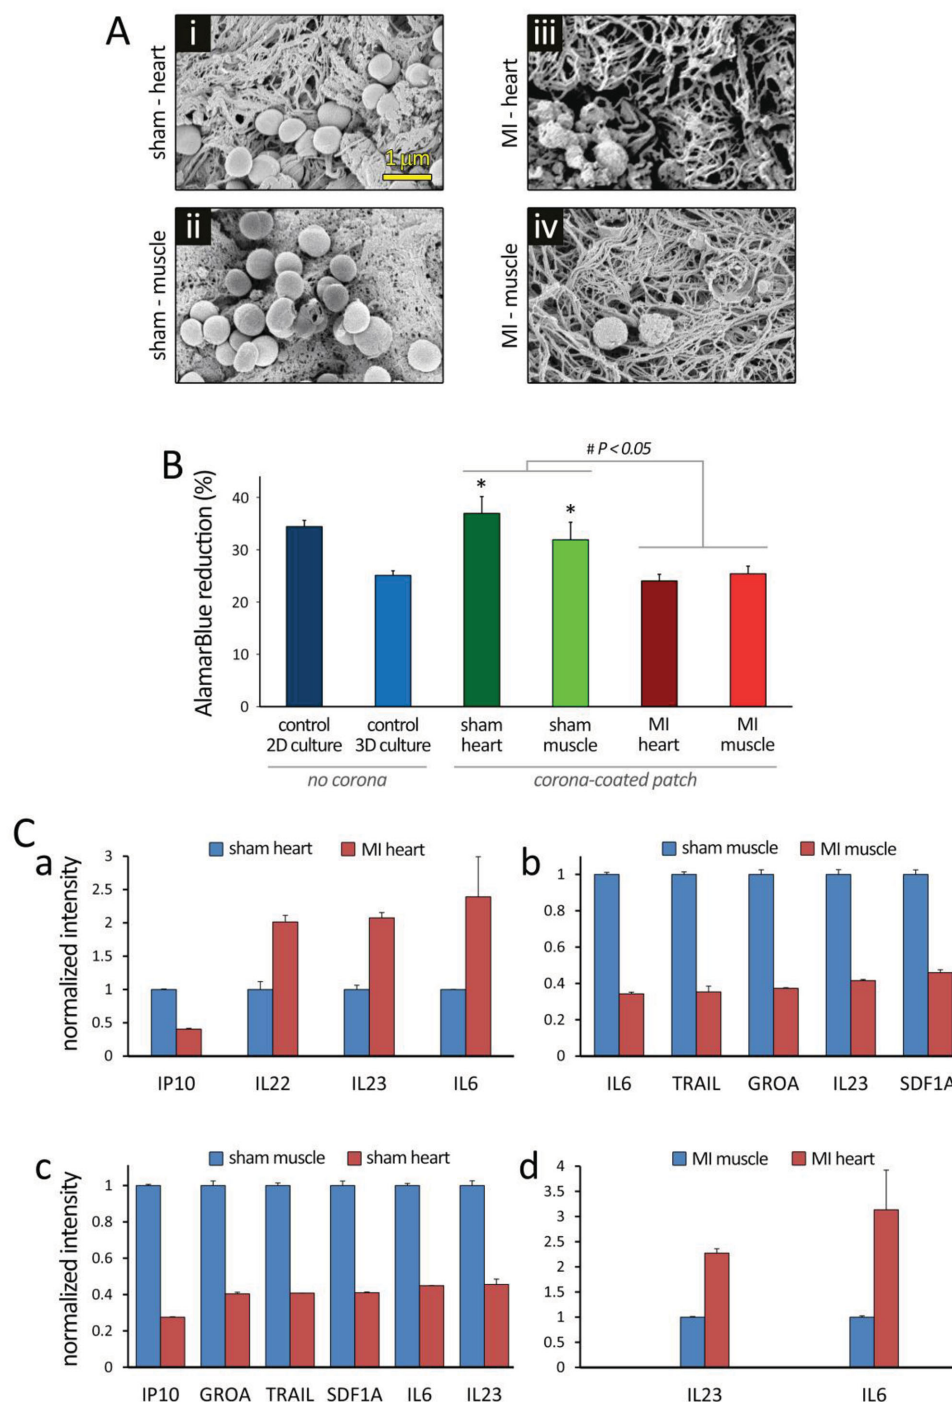 A
i
sham - heart
1 µm
iii
MI - heart
ii
sham - muscle
iv
MI - muscle
B
# P < 0.05
AlamarBlue reduction (%)
40
30
20
10
0
*
*
control
2D culture
control
3D culture
sham
heart
sham
muscle
MI
heart
MI
muscle
no corona
corona-coated patch
C
a
sham heart
MI heart
normalized intensity
3
2.5
2
1.5
1
0.5
0
IP10
IL22
IL23
IL6
b
sham muscle
MI muscle
1
0.8
0.6
0.4
0.2
0
IL6
TRAIL
GROA
IL23
SDF1A
c
sham muscle
sham heart
normalized intensity
1
0.8
0.6
0.4
0.2
0
IP10
GROA
TRAIL
SDF1A
IL6
IL23
d
MI muscle
MI heart
4
3.5
3
2.5
2
1.5
1
0.5
0
IL23
IL6